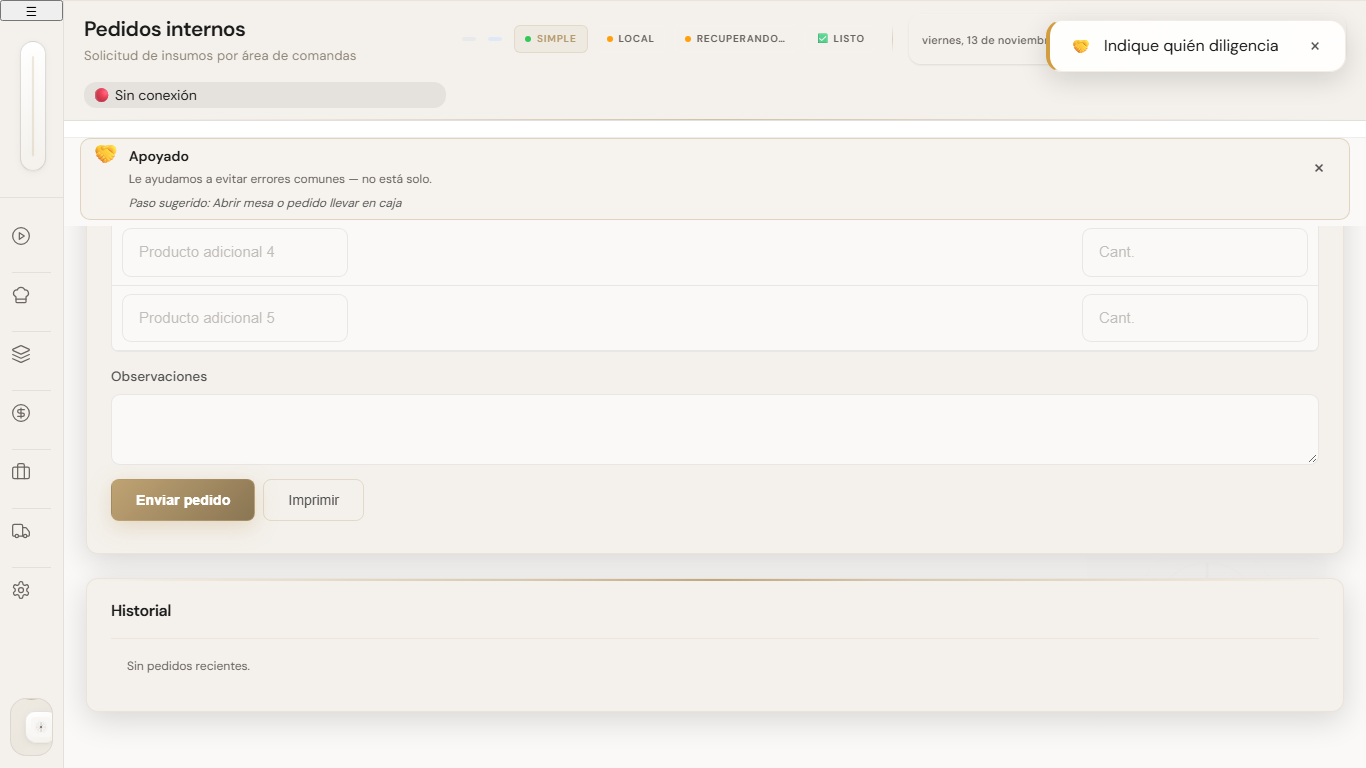 Pedidos internos
Solicitud de insumos por área de comandas
SIMPLE
LOCAL
RECUPERANDO...
LISTO
viernes, 13 de
Indique quién diligencia
Sin conexión
Apoyado
Le ayudamos a evitar errores comunes — no está solo.
Paso sugerido: Abrir mesa o pedido llevar en caja
Producto adicional 4
Cant.
Producto adicional 5
Cant.
Observaciones
Enviar pedido
Imprimir
Historial
Sin pedidos recientes.